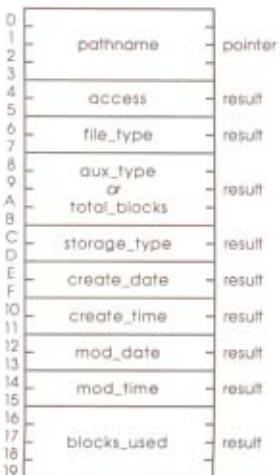 0
1 pathname pointer
2
3
4 access result
5
6 file_type result
7
8 aux_type
9 or result
A total_blocks
B
C storage_type result
D
E create_date result
F
10 create_time result
11
12 mod_date result
13
14 mod_time result
15
16
17 blocks_used result
18
19